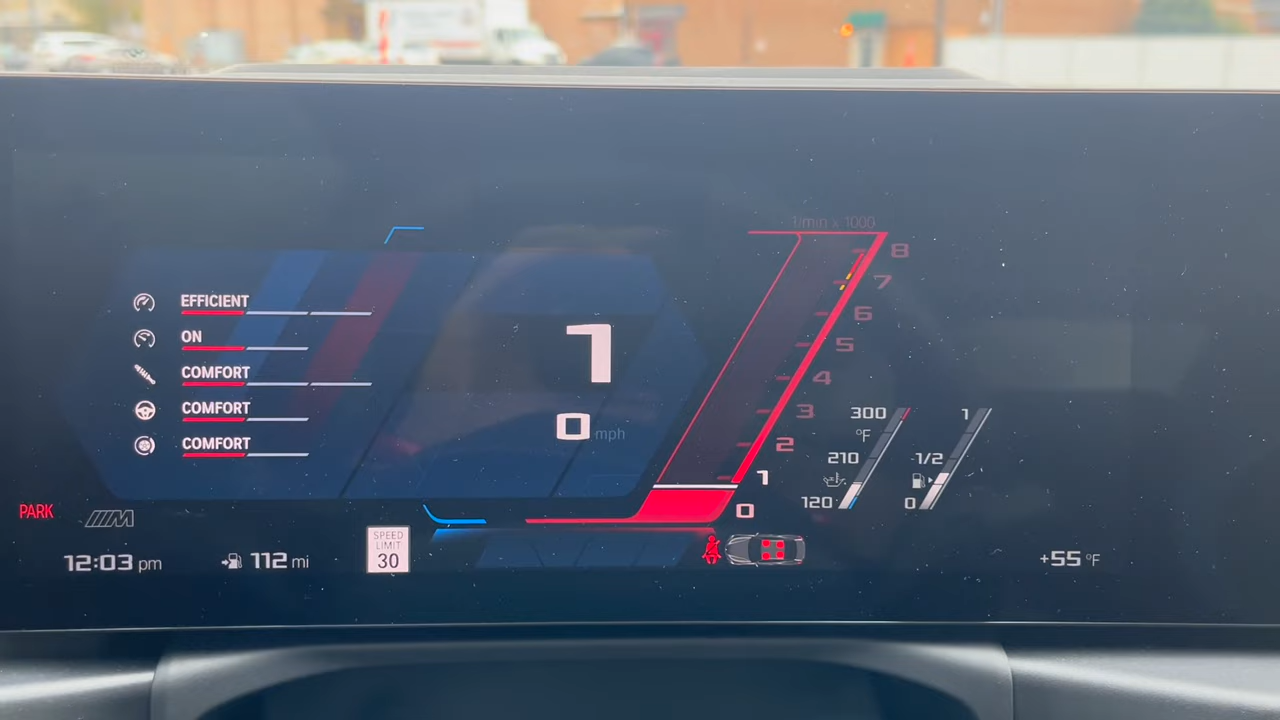 1/min x 1000
8
7
6
5
4
3
2
1
0
EFFICIENT
ON
COMFORT
COMFORT
COMFORT
1
0 mph
300
°F
210
120
1
1/2
0
PARK
M
12:03 pm
112 mi
SPEED
LIMIT
30
+55 °F